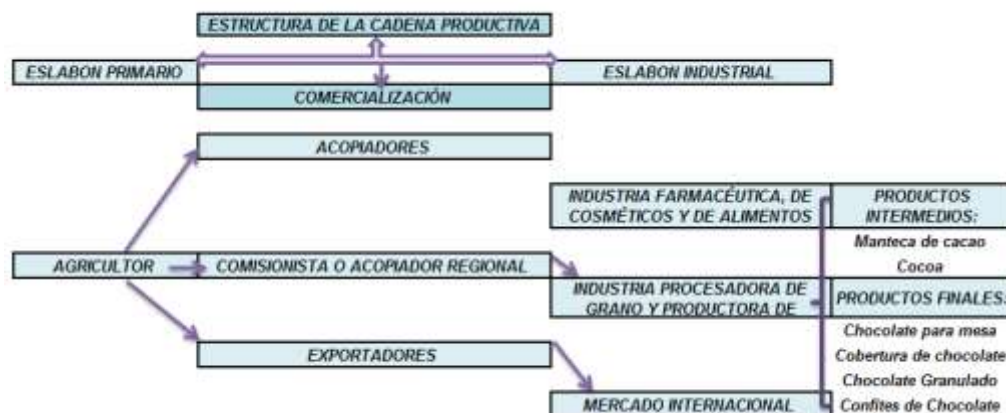 ESTRUCTURA DE LA CADENA PRODUCTIVA
ESLABON PRIMARIO
ESLABON INDUSTRIAL
COMERCIALIZACIÓN
ACOPIADORES
INDUSTRIA FARMACÉUTICA, DE
COSMÉTICOS Y DE ALIMENTOS
PRODUCTOS
INTERMEDIOS:
Manteca de cacao
Cocoa
AGRICULTOR
COMISIONISTA O ACOPIADOR REGIONAL
INDUSTRIA PROCESADORA DE
GRANO Y PRODUCTORA DE
PRODUCTOS FINALES:
Chocolate para mesa
Cobertura de chocolate
Chocolate Granulado
Confites de Chocolate
EXPORTADORES
MERCADO INTERNACIONAL